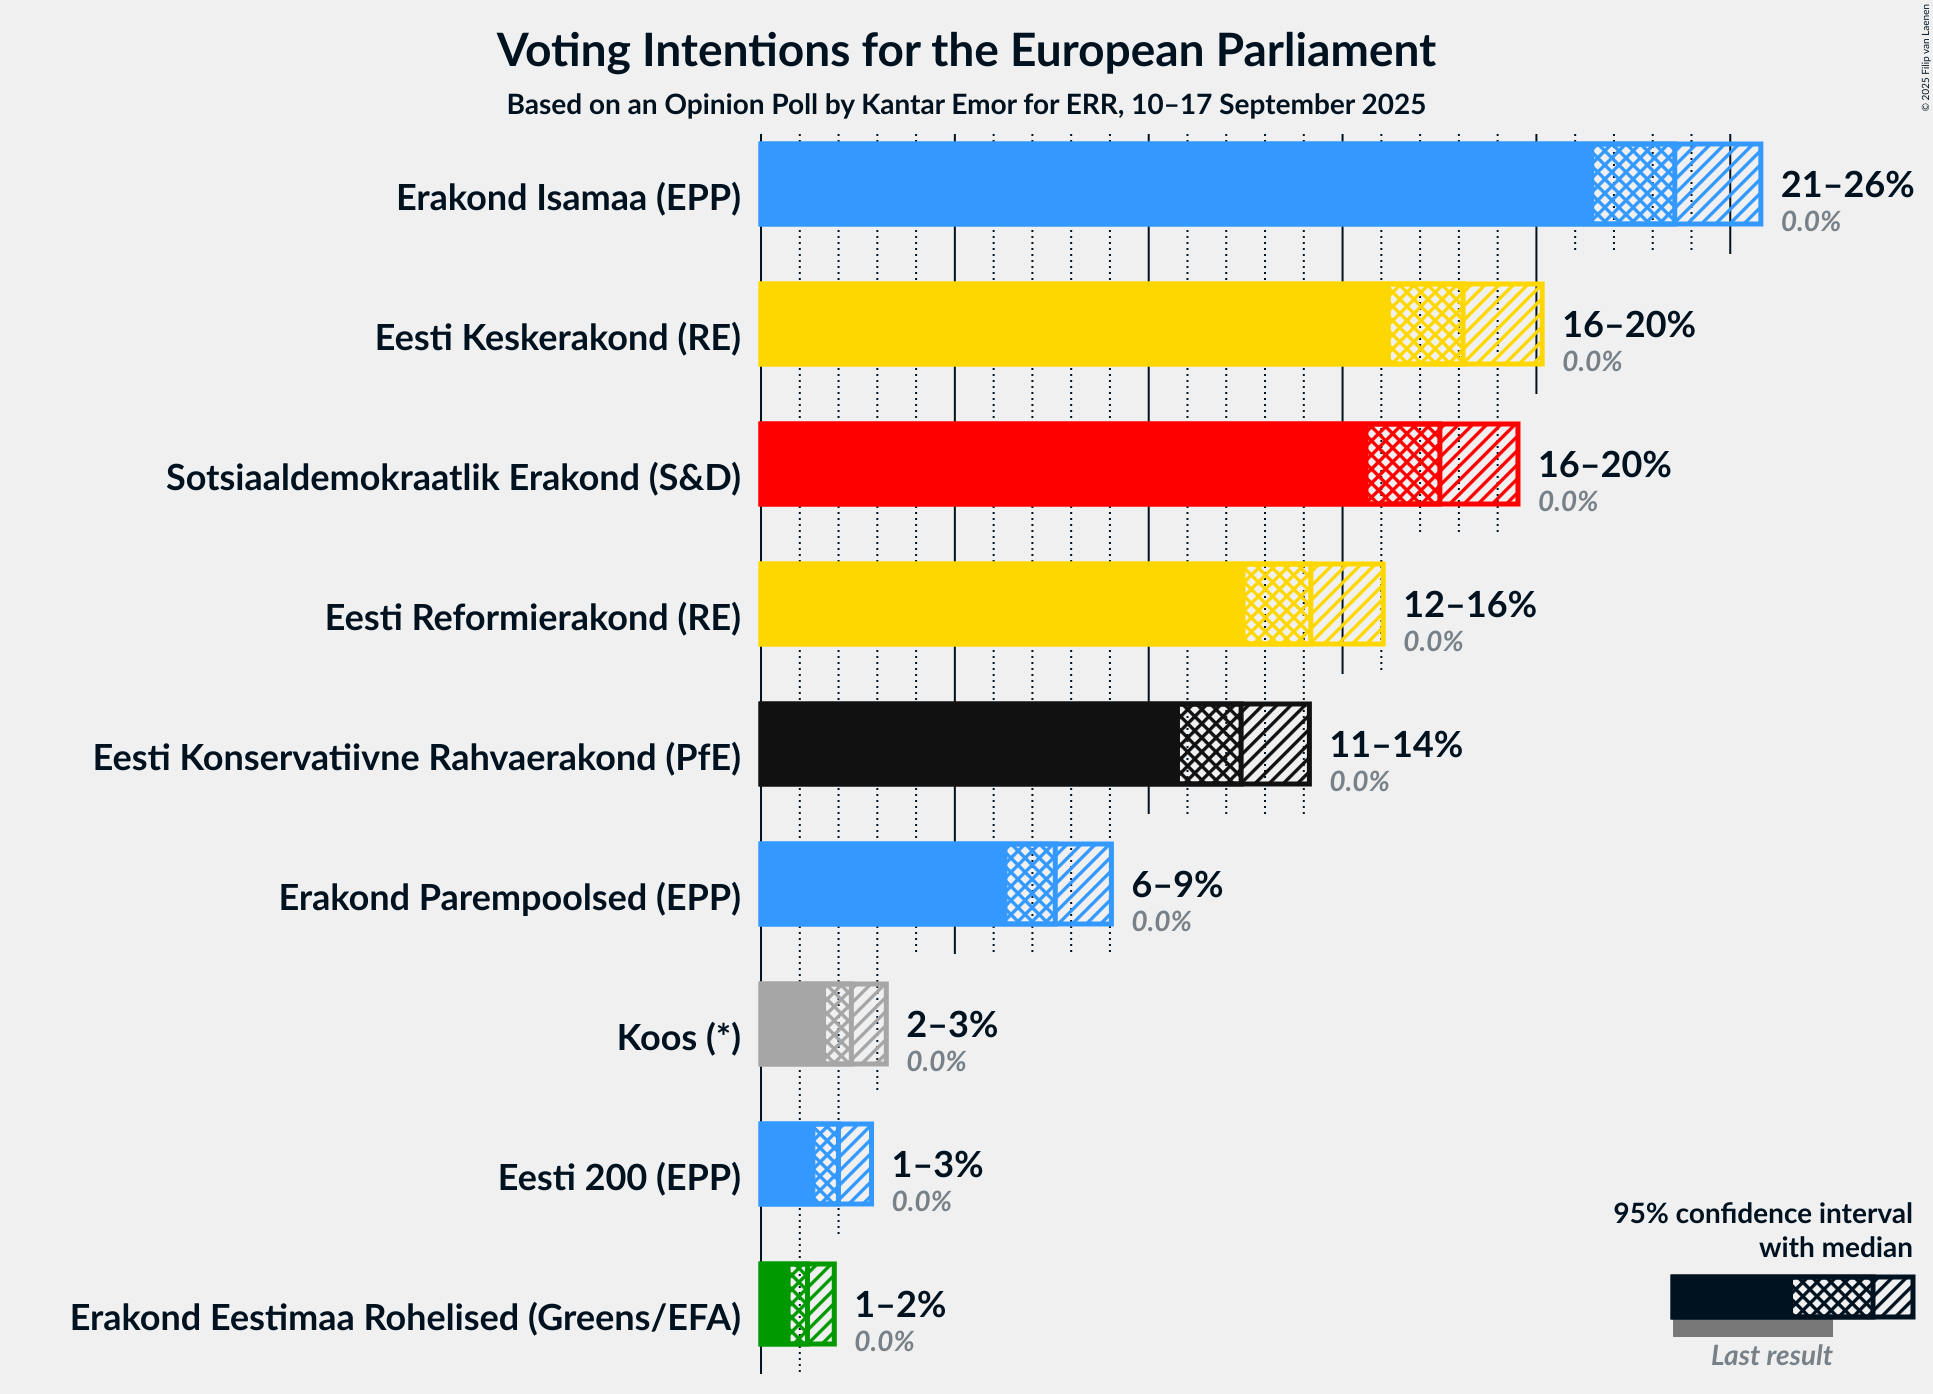 Voting Intentions for the European Parliament
Based on an Opinion Poll by Kantar Emor for ERR, 10–17 September 2025
© 2025 Filip van Laenen
Erakond Isamaa (EPP)
21–26%
0.0%
Eesti Keskerakond (RE)
16–20%
0.0%
Sotsiaaldemokraatlik Erakond (S&D)
16–20%
0.0%
Eesti Reformierakond (RE)
12–16%
0.0%
Eesti Konservatiivne Rahvaerakond (PfE)
11–14%
0.0%
Erakond Parempoolsed (EPP)
6–9%
0.0%
Koos (*)
2–3%
0.0%
Eesti 200 (EPP)
1–3%
0.0%
Erakond Eestimaa Rohelised (Greens/EFA)
1–2%
0.0%
95% confidence interval
with median
Last result